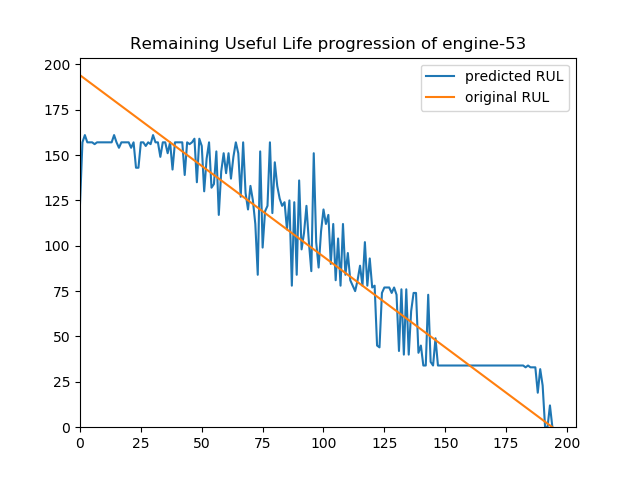 Remaining Useful Life progression of engine-53
predicted RUL
original RUL
200
175
150
125
100
75
50
25
0
0 25 50 75 100 125 150 175 200